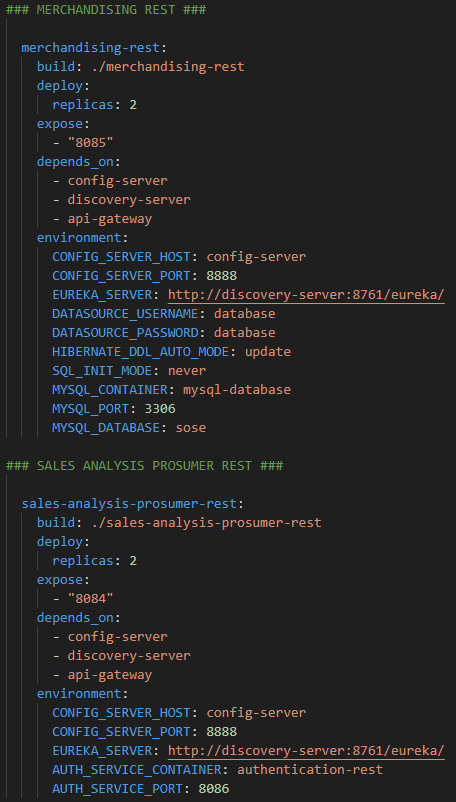 ### MERCHANDISING REST ###
merchandising-rest:
build: ./merchandising-rest
deploy:
replicas: 2
expose:
- "8085"
depends_on:
- config-server
- discovery-server
- api-gateway
environment:
CONFIG_SERVER_HOST: config-server
CONFIG_SERVER_PORT: 8888
EUREKA_SERVER: http://discovery-server:8761/eureka/
DATASOURCE_USERNAME: database
DATASOURCE_PASSWORD: database
HIBERNATE_DDL_AUTO_MODE: update
SQL_INIT_MODE: never
MYSQL_CONTAINER: mysql-database
MYSQL_PORT: 3306
MYSQL_DATABASE: sose
### SALES ANALYSIS PROSUMER REST ###
sales-analysis-prosumer-rest:
build: ./sales-analysis-prosumer-rest
deploy:
replicas: 2
expose:
- "8084"
depends_on:
- config-server
- discovery-server
- api-gateway
environment:
CONFIG_SERVER_HOST: config-server
CONFIG_SERVER_PORT: 8888
EUREKA_SERVER: http://discovery-server:8761/eureka/
AUTH_SERVICE_CONTAINER: authentication-rest
AUTH_SERVICE_PORT: 8086